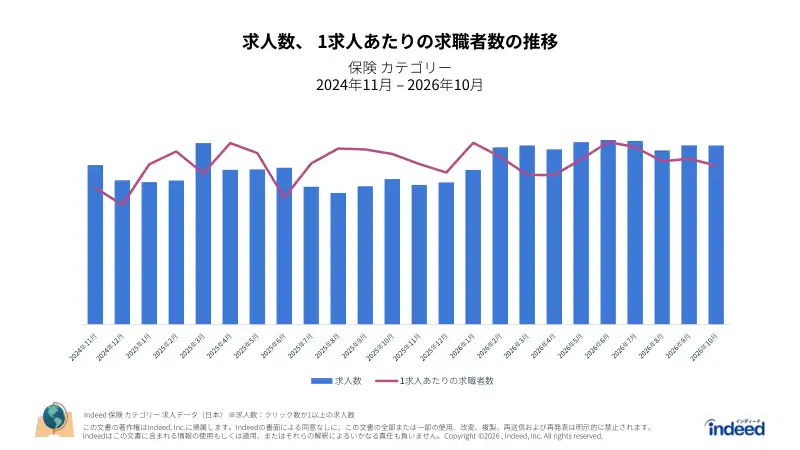 求人数、 1求人あたりの求職者数の推移
保険 カテゴリー
2024年11月 – 2026年10月
2024年11月
2024年12月
2025年1月
2025年2月
2025年3月
2025年4月
2025年5月
2025年6月
2025年7月
2025年8月
2025年9月
2025年10月
2025年11月
2025年12月
2026年1月
2026年2月
2026年3月
2026年4月
2026年5月
2026年6月
2026年7月
2026年8月
2026年9月
2026年10月
求人数
1求人あたりの求職者数
Indeed 保険 カテゴリー 求人データ（日本） ※求人数：クリック数が1以上の求人数
この文書の著作権はIndeed, Inc.に帰属します。Indeedの書面による同意なしに、この文書の全部または一部の使用、改変、複製、再送信および再発表は明示的に禁止されます。
Indeedはこの文書に含まれる情報の使用もしくは適用、またはそれらの解釈によるいかなる責任も負いません。Copyright ©2026 , Indeed, Inc. All rights reserved.
インディード
indeed